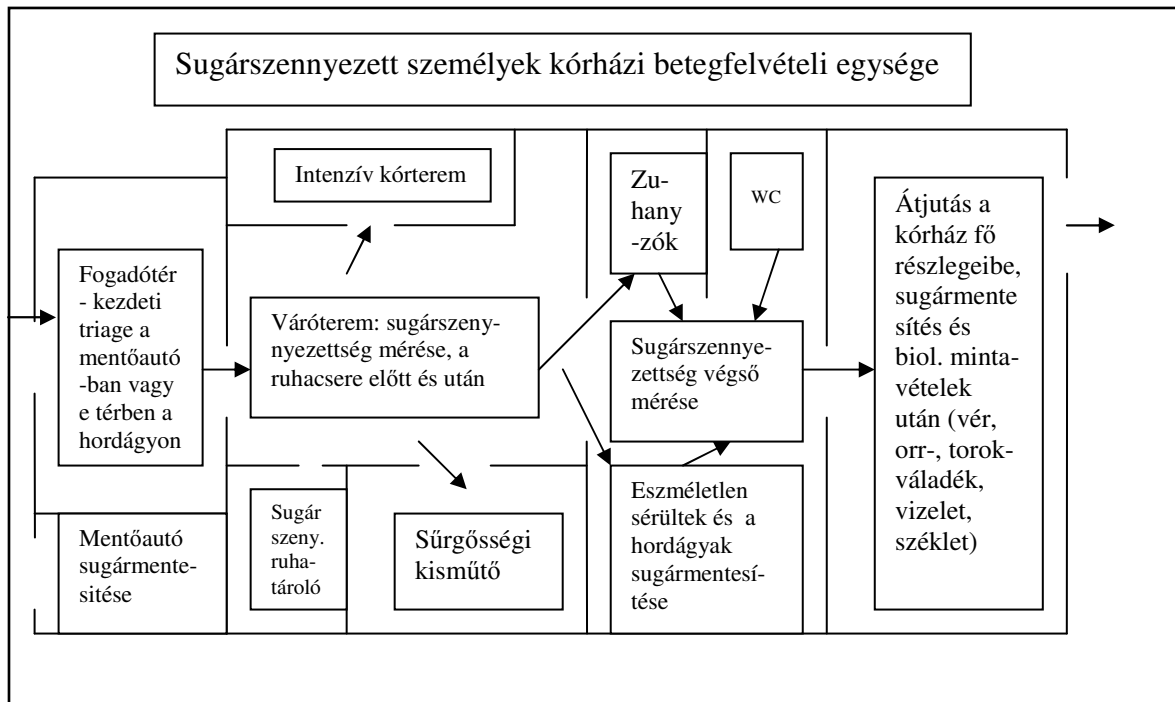 Sugárszennyezett személyek kórházi betegfelvételi egysége
Intenzív kórterem
Zu-
hany
-zók
WC
Átjutás a
kórház fő
részlegeibe,
sugármente
sítés és
biol. minta-
vételek
után (vér,
orr-, torok-
váladék,
vizelet,
széklet)
Fogadótér
- kezdeti
triage a
mentőautó
-ban vagy
e térben a
hordágyon
Váróterem: sugárszeny-
nyezettség mérése, a
ruhacsere előtt és után
Sugárszennye-
zettség végső
mérése
Mentőautó
sugármente-
sitése
Sugár
szeny.
ruha-
tároló
Sűrgősségi
kisműtő
Eszméletlen
sérültek és a
hordágyak
sugármentesí-
tése